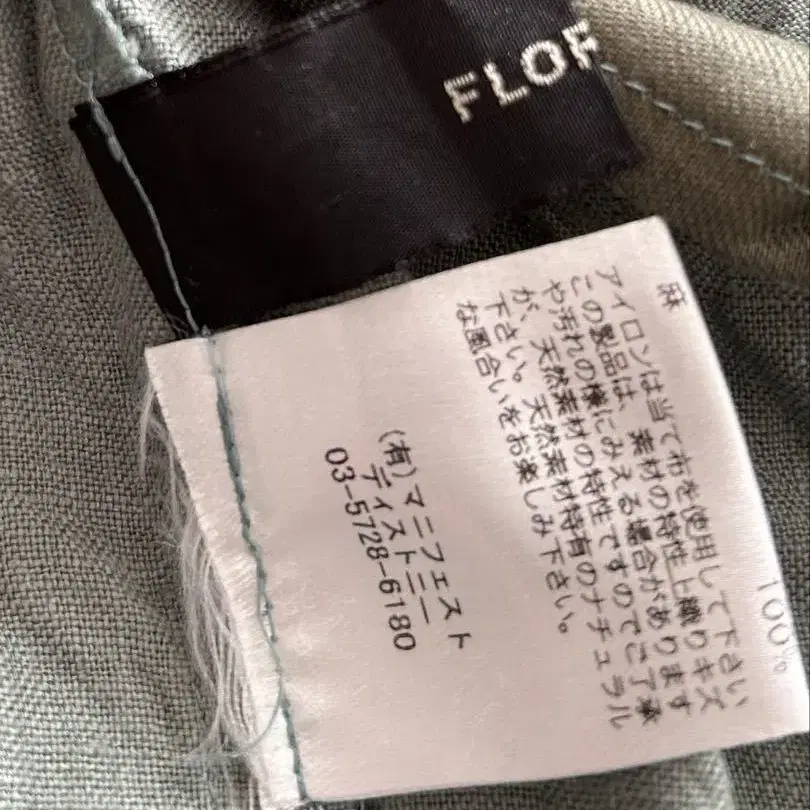 FLOR
麻 100%
アイロンは当て布を使用して下さい
この製品は、素材の特性上織りキズ
や汚れの様にみえる場合があります
が、天然素材の特性ですのでご了承
下さい。天然素材特有のナチュラル
な風合いをお楽しみ下さい。
(有)マニフェスト
ディストニー
03-5728-6180